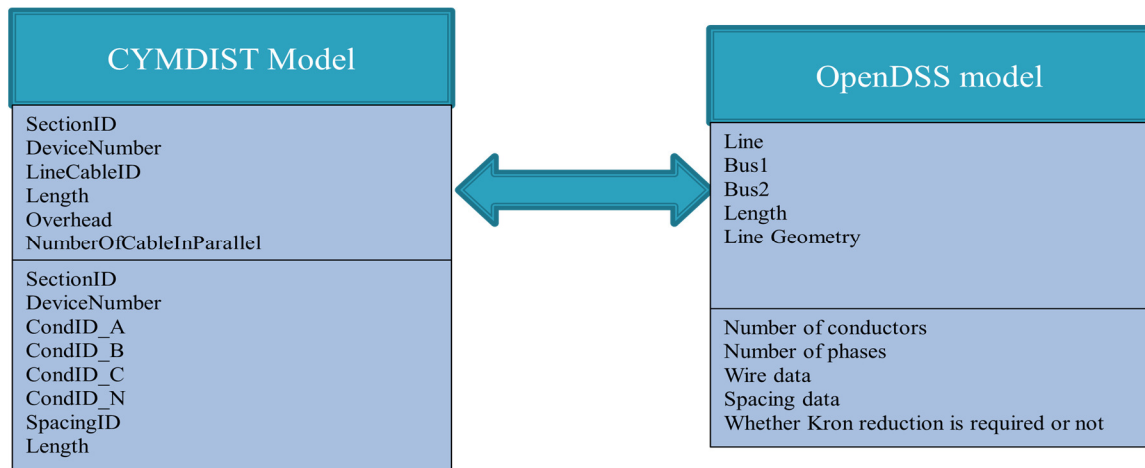 CYMDIST Model
SectionID
DeviceNumber
LineCableID
Length
Overhead
NumberOfCableInParallel
SectionID
DeviceNumber
CondID_A
CondID_B
CondID_C
CondID_N
SpacingID
Length
OpenDSS model
Line
Bus1
Bus2
Length
Line Geometry
Number of conductors
Number of phases
Wire data
Spacing data
Whether Kron reduction is required or not